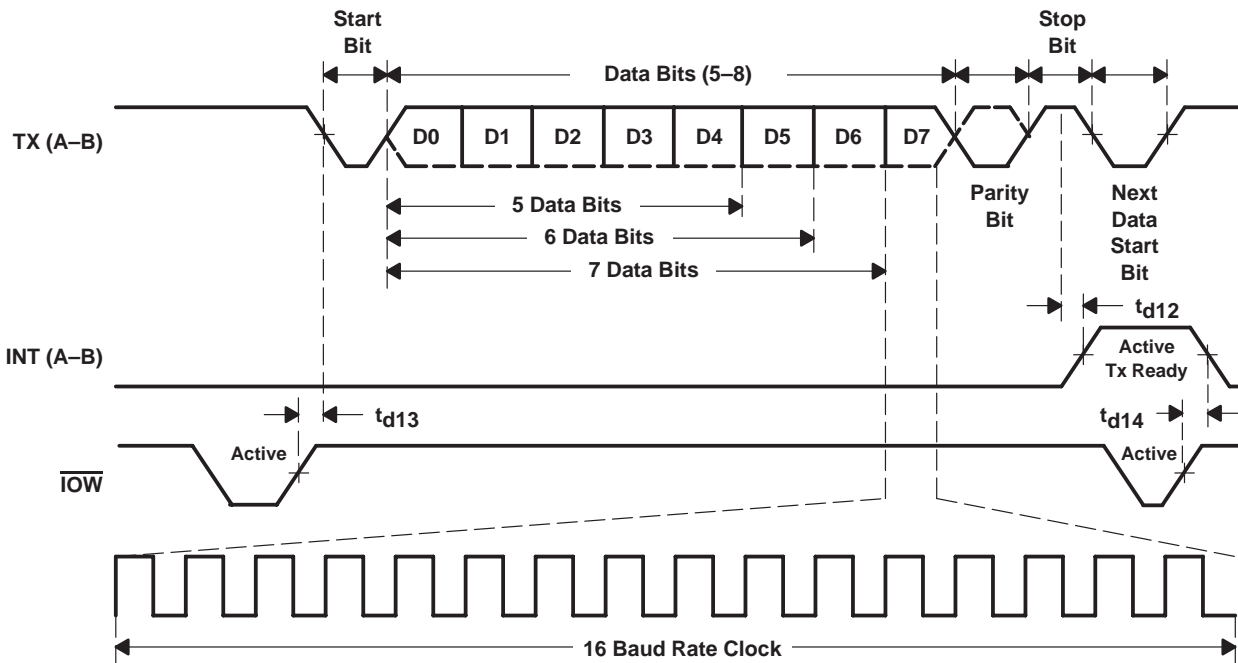 Start
Bit
Stop
Bit
Data Bits (5–8)
TX (A–B)
D0 D1 D2 D3 D4 D5 D6 D7
Parity
Bit
Next
Data
Start
Bit
5 Data Bits
6 Data Bits
7 Data Bits
td12
INT (A–B)
Active
Tx Ready
td13
td14
IOW
Active
Active
16 Baud Rate Clock